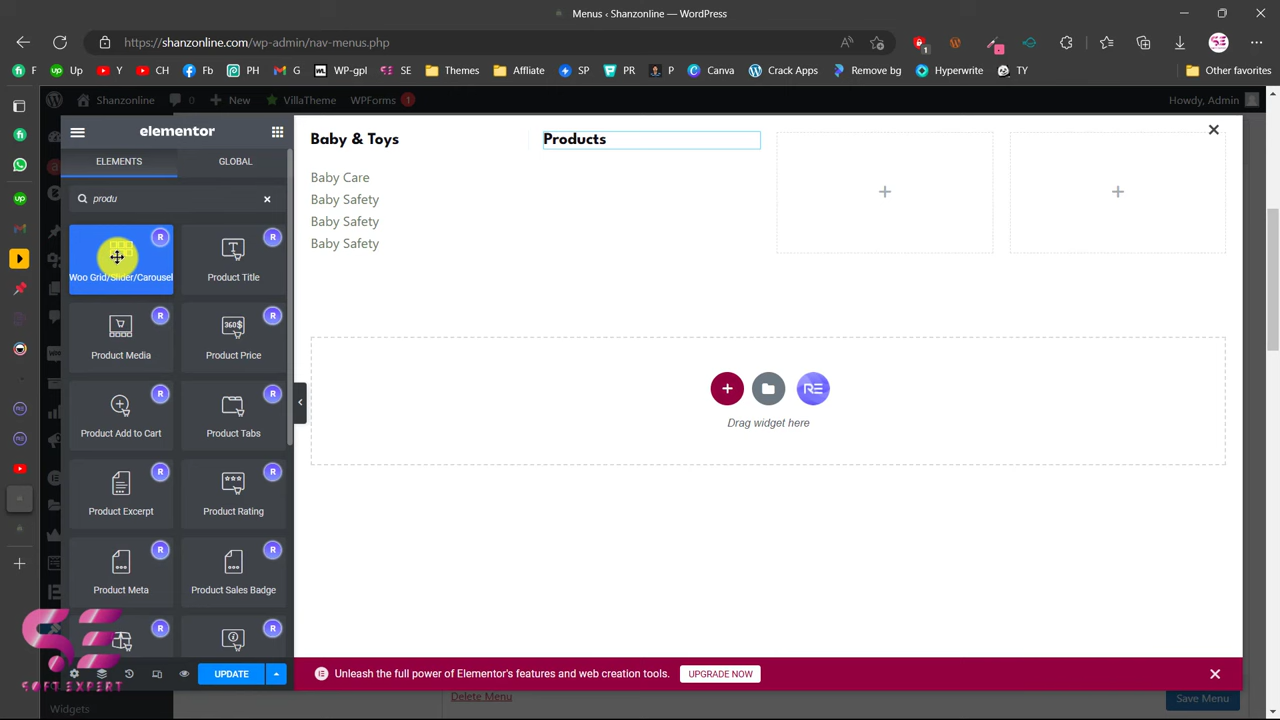 Menus ‹ Shanzonline — WordPress
https://shanzonline.com/wp-admin/nav-menus.php
F Up Y CH Fb PH G WP-gpl SE Themes Affliate SP PR P Canva Crack Apps Remove bg Hyperwrite TY Other favorites
Shanzonline 0 New VillaTheme WPForms 1 Howdy, Admin
elementor
ELEMENTS GLOBAL
produ
Woo Grid/Slider/Carousel
Product Title
Product Media
Product Price
Product Add to Cart
Product Tabs
Product Excerpt
Product Rating
Product Meta
Product Sales Badge
UPDATE
Baby & Toys
Baby Care
Baby Safety
Baby Safety
Baby Safety
Products
Drag widget here
Unleash the full power of Elementor's features and web creation tools. UPGRADE NOW
Delete Menu
Save Menu
Widgets
SE
SOFT EXPERT